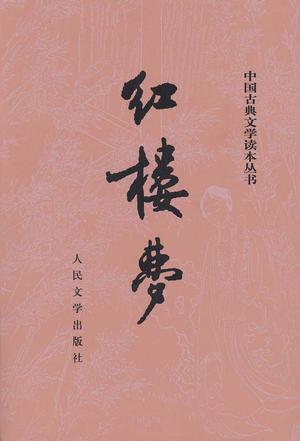 中国古典文学读本丛书
红楼梦
人民文学出版社